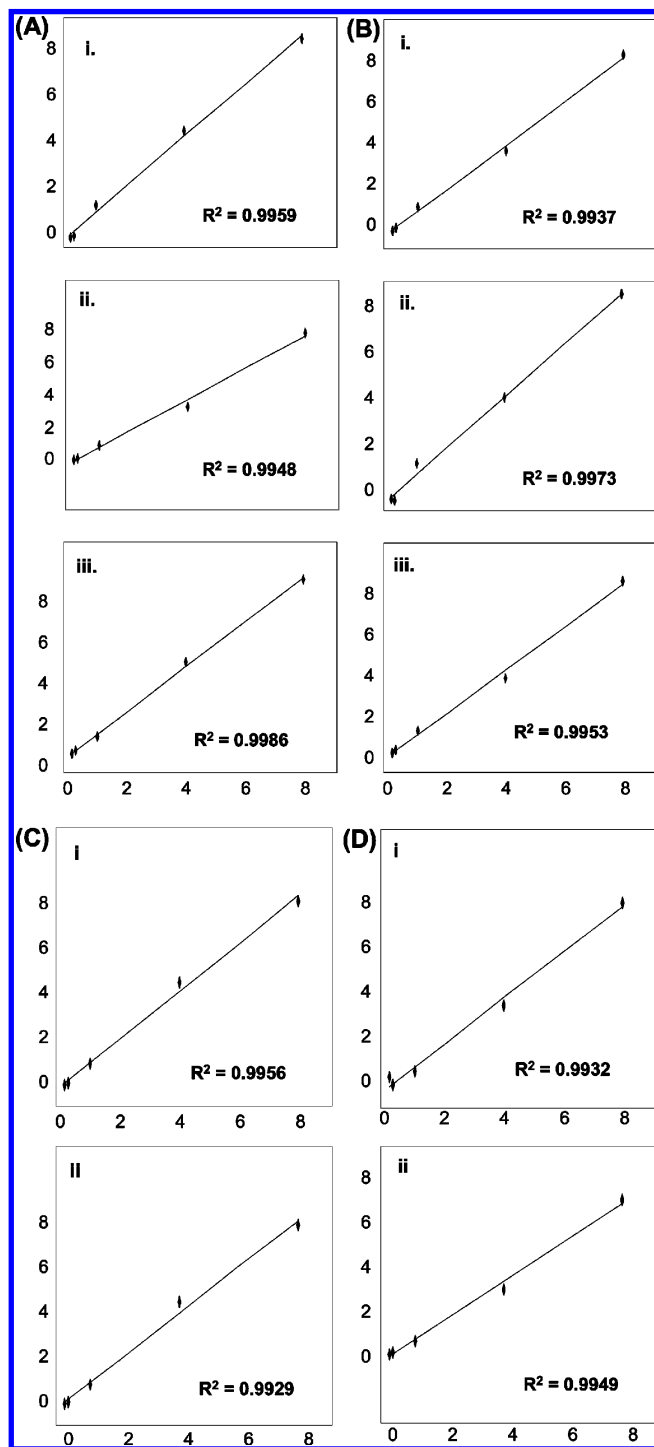 (A)
i.
8
6
4
2
0
R² = 0.9959
(B)
i.
8
6
4
2
0
R² = 0.9937
ii.
8
6
4
2
0
R² = 0.9948
ii.
8
6
4
2
0
R² = 0.9973
iii.
8
6
4
2
0
R² = 0.9986
0 2 4 6 8
iii.
8
6
4
2
0
R² = 0.9953
0 2 4 6 8
(C)
i
8
6
4
2
0
R² = 0.9956
0 2 4 6 8
(D)
i
8
6
4
2
0
R² = 0.9932
0 2 4 6 8
II
8
6
4
2
0
R² = 0.9929
0 2 4 6 8
ii
8
6
4
2
0
R² = 0.9949
0 2 4 6 8